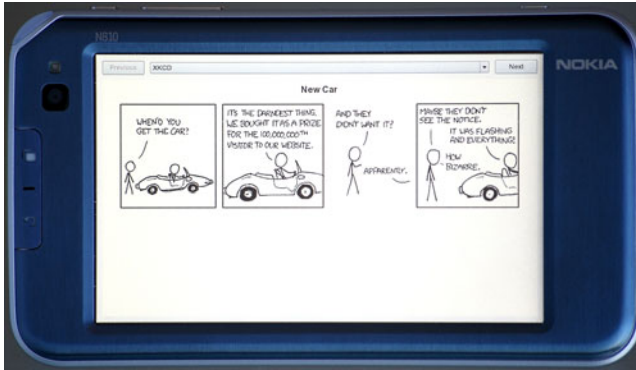 N810
NOKIA
Previous
XKCD
Next
New Car
WHEN'D YOU
GET THE CAR?
IT'S THE DARNDEST THING.
WE BOUGHT IT AS A PRIZE
FOR THE 100,000,000TH
VISITOR TO OUR WEBSITE.
AND THEY
DIDN'T WANT IT?
APPARENTLY.
MAYBE THEY DIDN'T
SEE THE NOTICE.
IT WAS FLASHING
AND EVERYTHING!
HOW
BIZARRE.